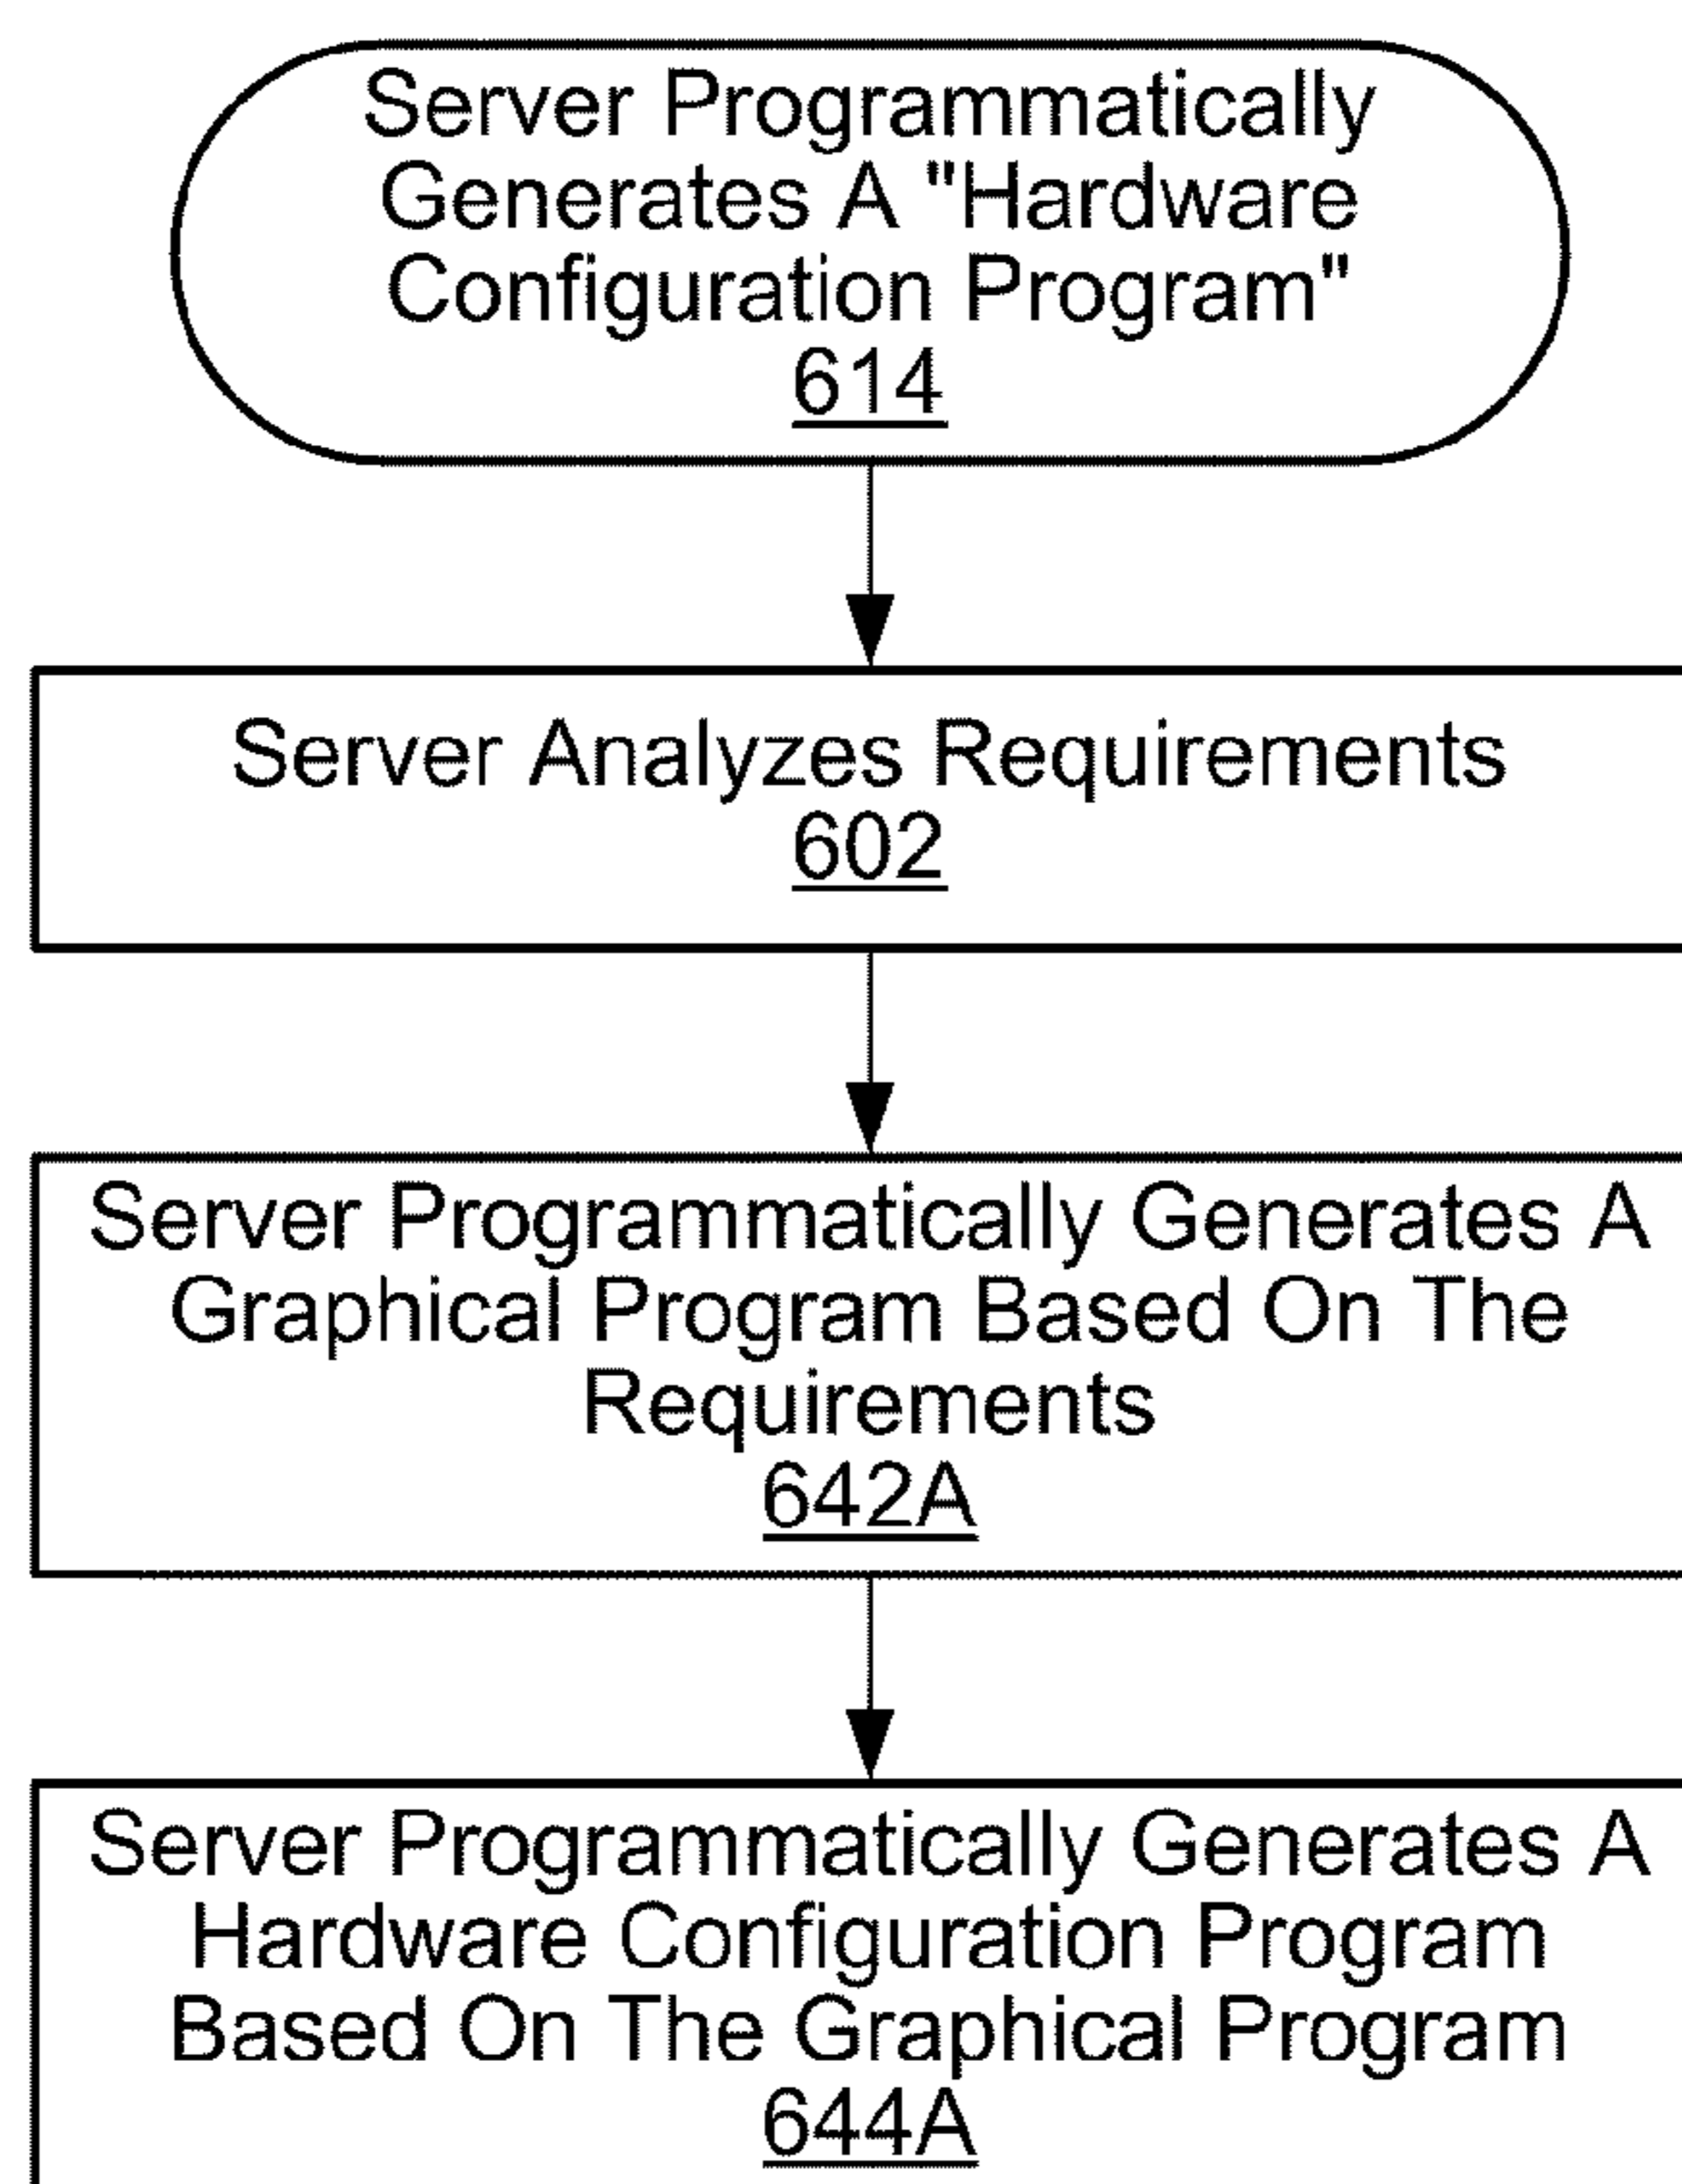 Server Programmatically
Generates A "Hardware
Configuration Program"
614
Server Analyzes Requirements
602
Server Programmatically Generates A
Graphical Program Based On The
Requirements
642A
Server Programmatically Generates A
Hardware Configuration Program
Based On The Graphical Program
644A